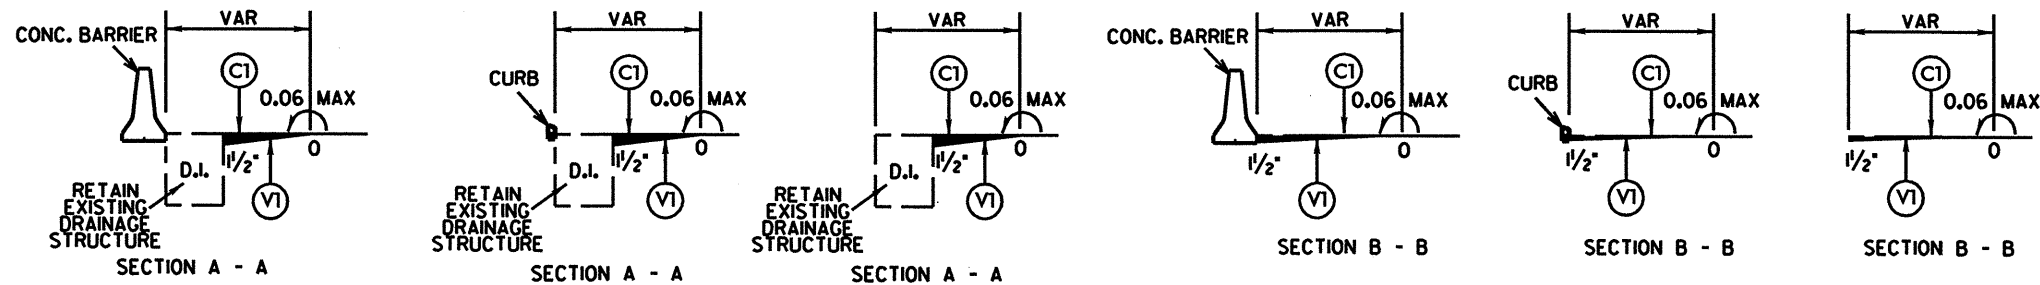 VAR
CONC. BARRIER
C1
0.06 MAX
0
1 1/2"
D.I.
V1
RETAIN
EXISTING
DRAINAGE
STRUCTURE
SECTION A - A
VAR
CURB
C1
0.06 MAX
0
1 1/2"
D.I.
V1
RETAIN
EXISTING
DRAINAGE
STRUCTURE
SECTION A - A
VAR
C1
0.06 MAX
0
1 1/2"
D.I.
V1
RETAIN
EXISTING
DRAINAGE
STRUCTURE
SECTION A - A
VAR
CONC. BARRIER
C1
0.06 MAX
0
1 1/2"
V1
SECTION B - B
VAR
CURB
C1
0.06 MAX
0
1 1/2"
V1
SECTION B - B
VAR
C1
0.06 MAX
0
1 1/2"
V1
SECTION B - B